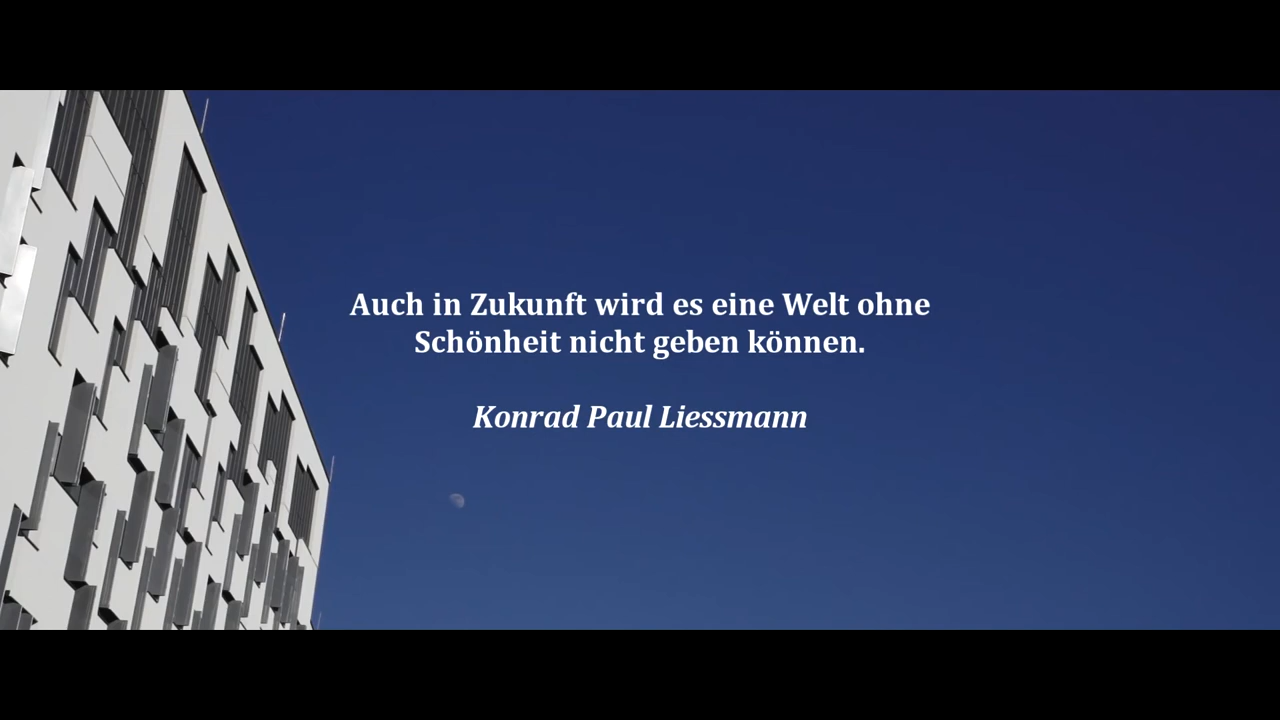 Auch in Zukunft wird es eine Welt ohne
Schönheit nicht geben können.
Konrad Paul Liessmann